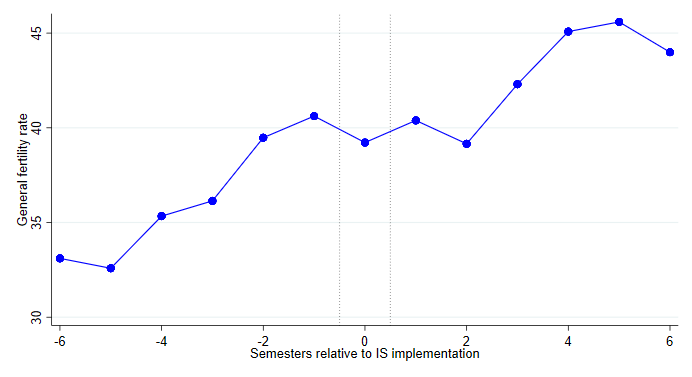 General fertility rate
45
40
35
30
-6 -4 -2 0 2 4 6
Semesters relative to IS implementation